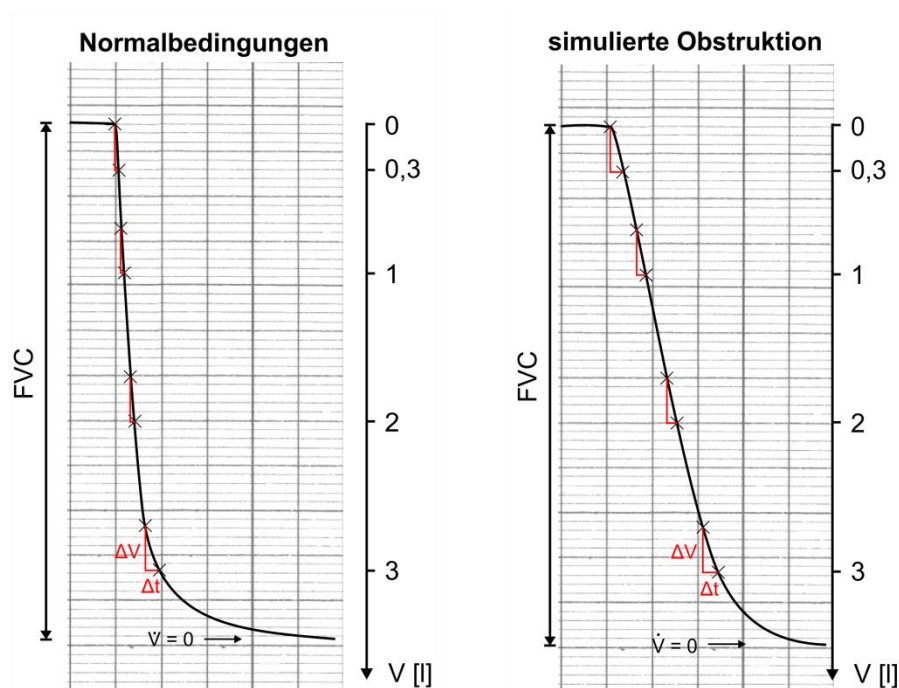 Normalbedingungen
FVC
0
0,3
1
2
3
ΔV
Δt
V̇ = 0
V [l]
simulierte Obstruktion
FVC
0
0,3
1
2
3
ΔV
Δt
V̇ = 0
V [l]